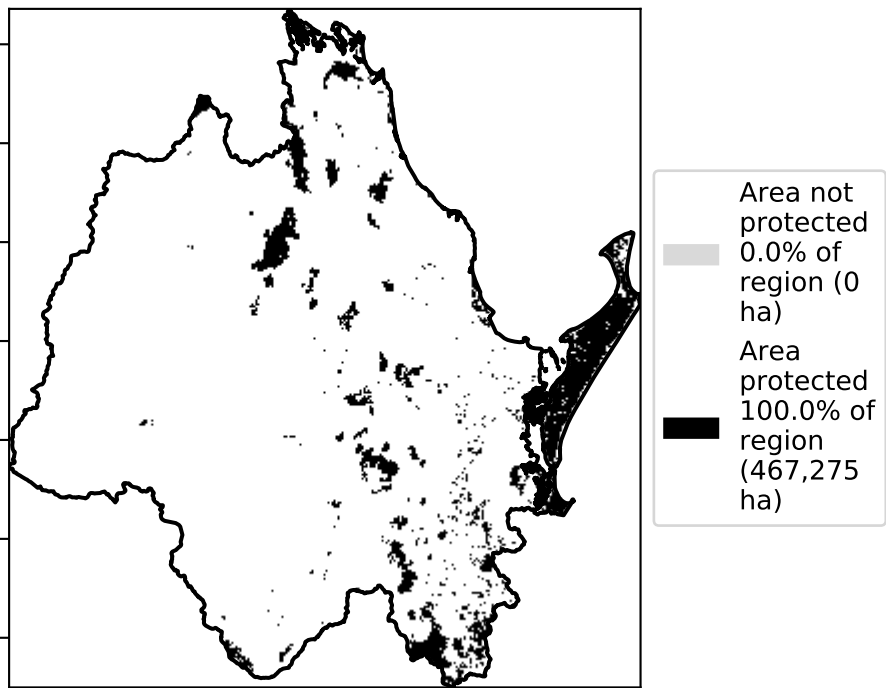 Area not
protected
0.0% of
region (0
ha)
Area
protected
100.0% of
region
(467,275
ha)